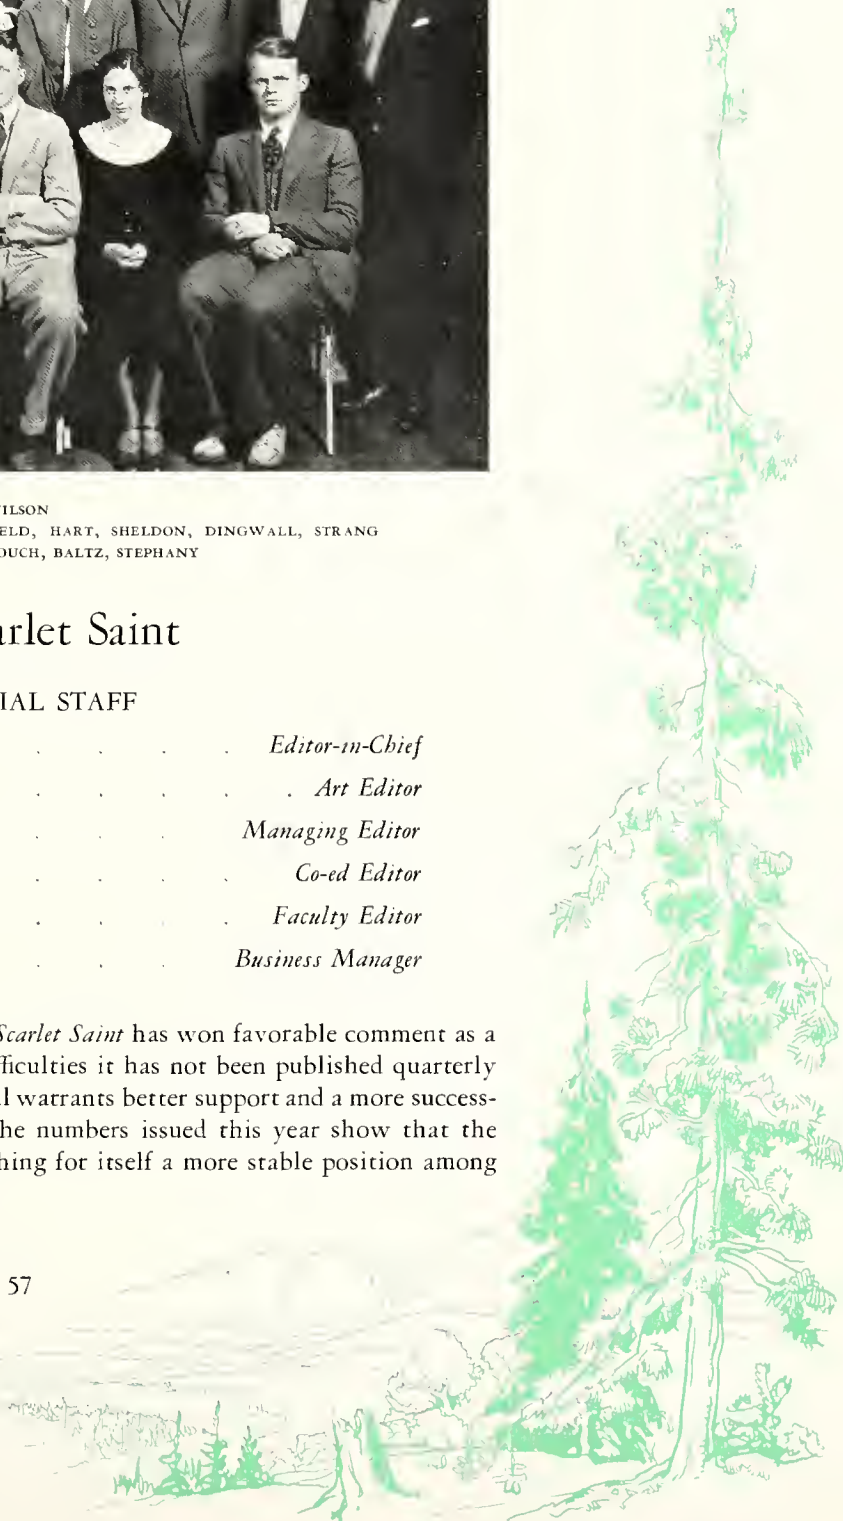 ILSON
ELD, HART, SHELDON, DINGWALL, STRANG
OUCH, BALTZ, STEPHANY
rlet Saint
IAL STAFF
. . . . Editor-in-Chief
. . . . . Art Editor
. . . Managing Editor
. . . . Co-ed Editor
. . . . Faculty Editor
. . . Business Manager
Scarlet Saint has won favorable comment as a
fficulties it has not been published quarterly
l warrants better support and a more success-
he numbers issued this year show that the
hing for itself a more stable position among
57